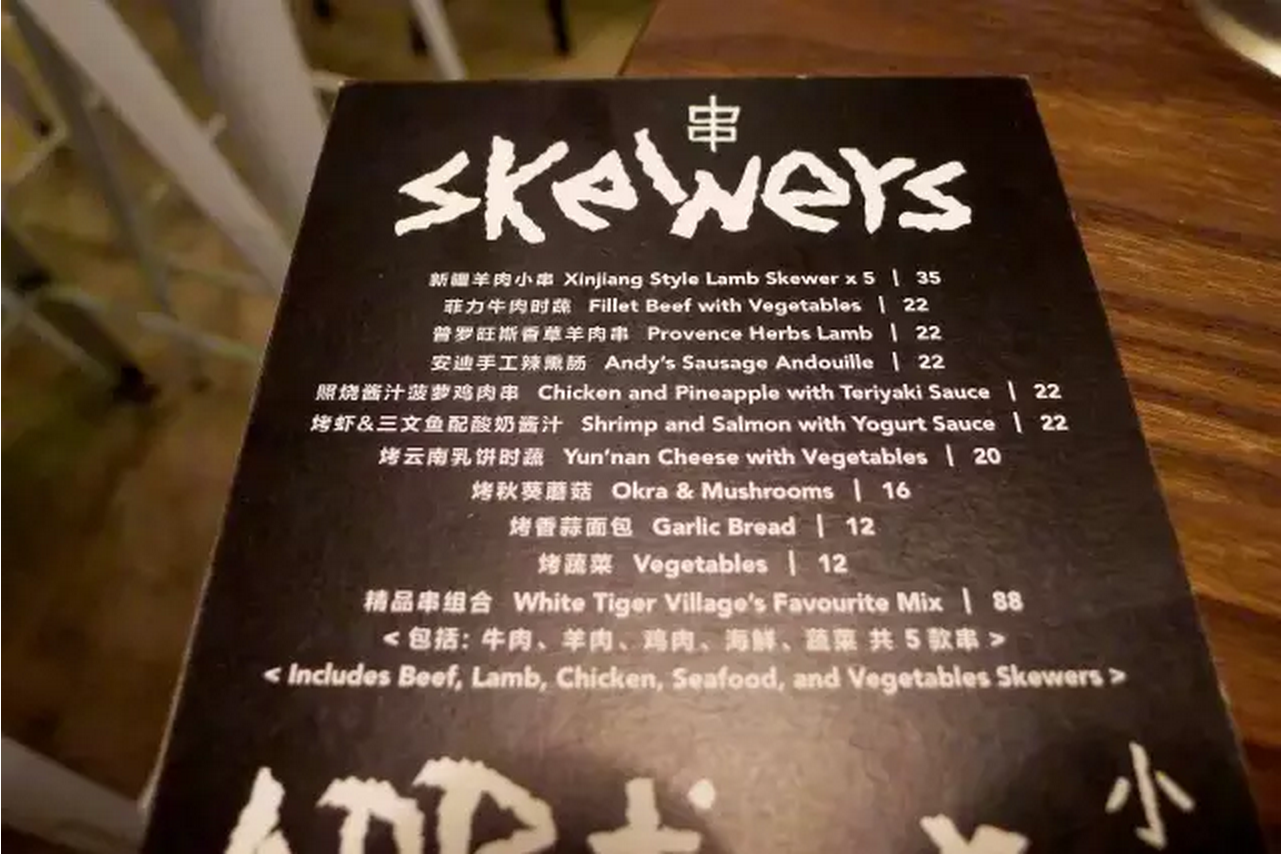 串
skewers
新疆羊肉小串 Xinjiang Style Lamb Skewer x 5 | 35
菲力牛肉时蔬 Fillet Beef with Vegetables | 22
普罗旺斯香草羊肉串 Provence Herbs Lamb | 22
安迪手工辣熏肠 Andy's Sausage Andouille | 22
照烧酱汁菠萝鸡肉串 Chicken and Pineapple with Teriyaki Sauce | 22
烤虾&三文鱼配酸奶酱汁 Shrimp and Salmon with Yogurt Sauce | 22
烤云南乳饼时蔬 Yun'nan Cheese with Vegetables | 20
烤秋葵蘑菇 Okra & Mushrooms | 16
烤香蒜面包 Garlic Bread | 12
烤蔬菜 Vegetables | 12
精品串组合 White Tiger Village's Favourite Mix | 88
< 包括: 牛肉、羊肉、鸡肉、海鲜、蔬菜 共 5 款串 >
< Includes Beef, Lamb, Chicken, Seafood, and Vegetables Skewers >
小